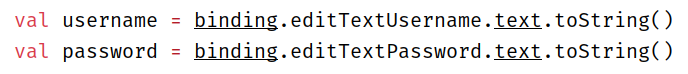 val username = binding.editTextUsername.text.toString()
val password = binding.editTextPassword.text.toString()